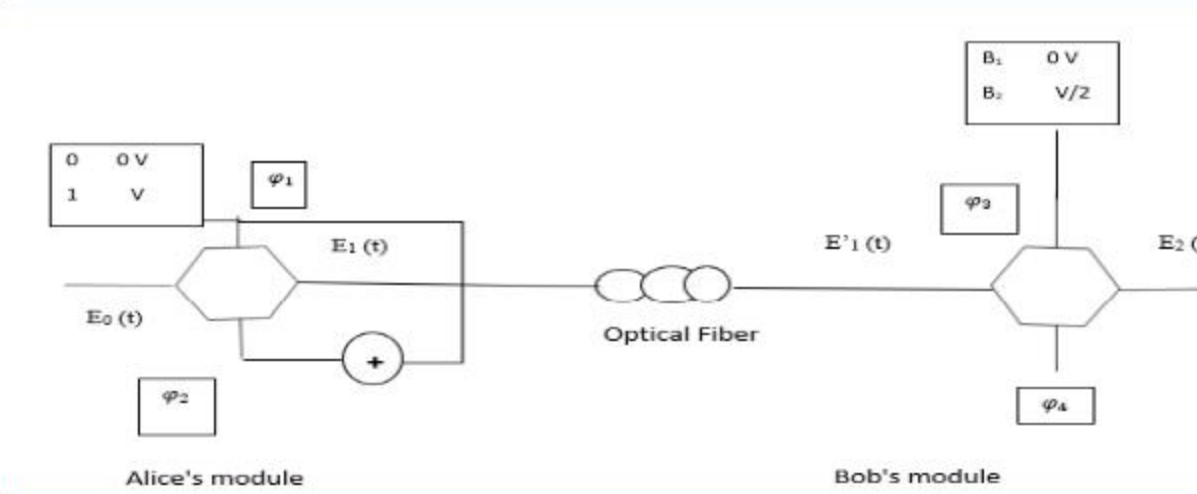 B₁ 0 V
B₂ V/2
0 0 V
1 V
φ₁
φ₃
E₁ (t)
E'₁ (t)
E₂ (
E₀ (t)
+
Optical Fiber
φ₂
φ₄
Alice's module
Bob's module